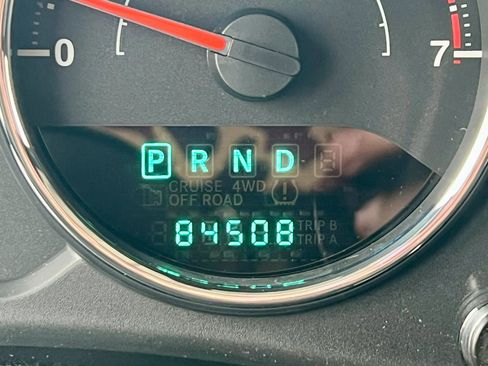 0 7
P R N D
CRUISE 4WD
OFF ROAD
84508 TRIP B
TRIP A